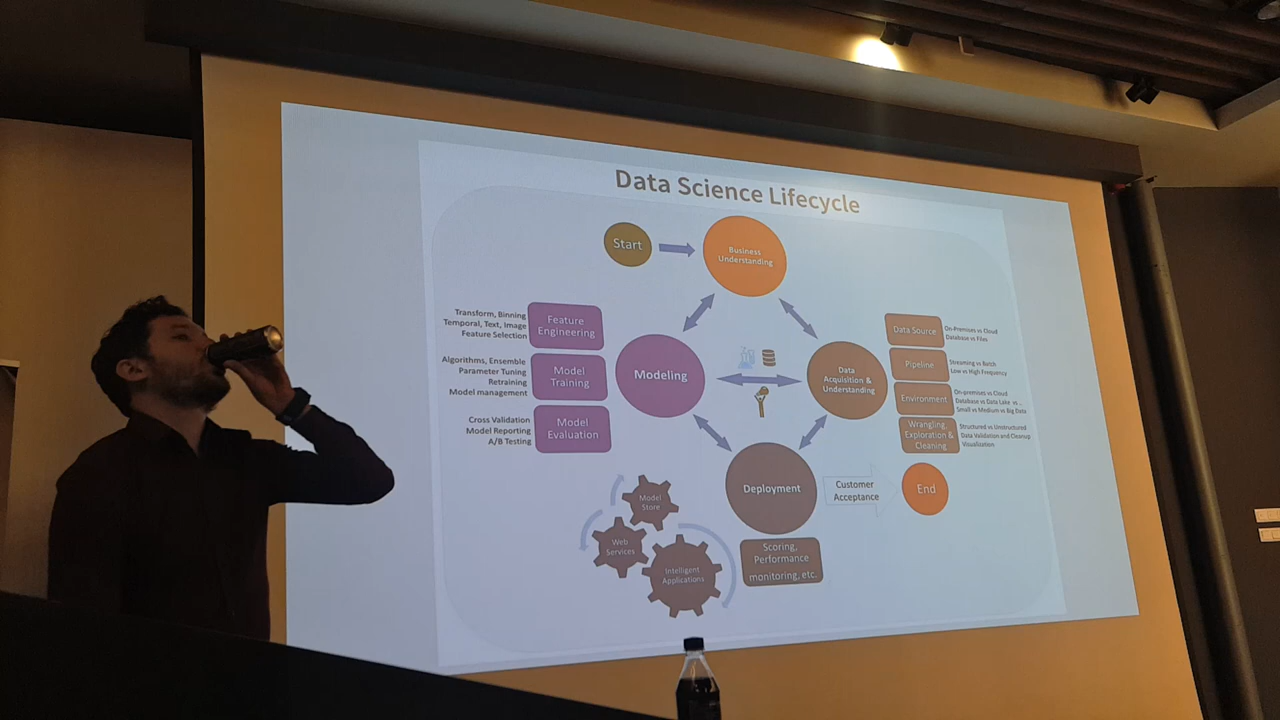 Data Science Lifecycle
Start
Business
Understanding
Transform, Binning
Temporal, Text, Image
Feature Selection
Feature
Engineering
Algorithms, Ensemble
Parameter Tuning
Retraining
Model management
Model
Training
Cross Validation
Model Reporting
A/B Testing
Model
Evaluation
Modeling
Data
Acquisition &
Understanding
Data Source
On-Premises vs Cloud
Database vs Files
Pipeline
Streaming vs Batch
Low vs High Frequency
Environment
On-premises vs Cloud
Database vs Data Lake vs ..
Small vs Medium vs Big Data
Wrangling,
Exploration &
Cleaning
Structured vs Unstructured
Data Validation and Cleanup
Visualization
Deployment
Customer
Acceptance
End
Scoring,
Performance
monitoring, etc.
Model
Store
Web
Services
Intelligent
Applications